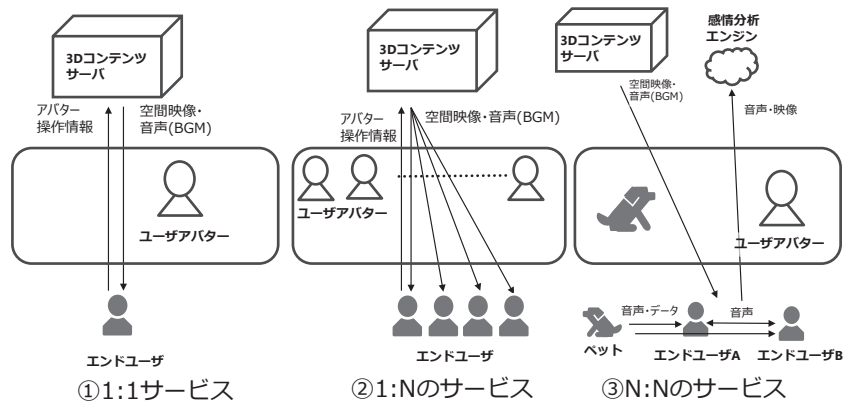 3Dコンテンツ
サーバ
アバター
操作情報
空間映像・
音声(BGM)
ユーザアバター
エンドユーザ
①1:1サービス
3Dコンテンツ
サーバ
アバター
操作情報
空間映像・音声(BGM)
ユーザアバター
エンドユーザ
②1:Nのサービス
3Dコンテンツ
サーバ
感情分析
エンジン
空間映像・
音声(BGM)
音声・映像
ユーザアバター
音声・データ
音声
ペット
エンドユーザA
エンドユーザB
③N:Nのサービス